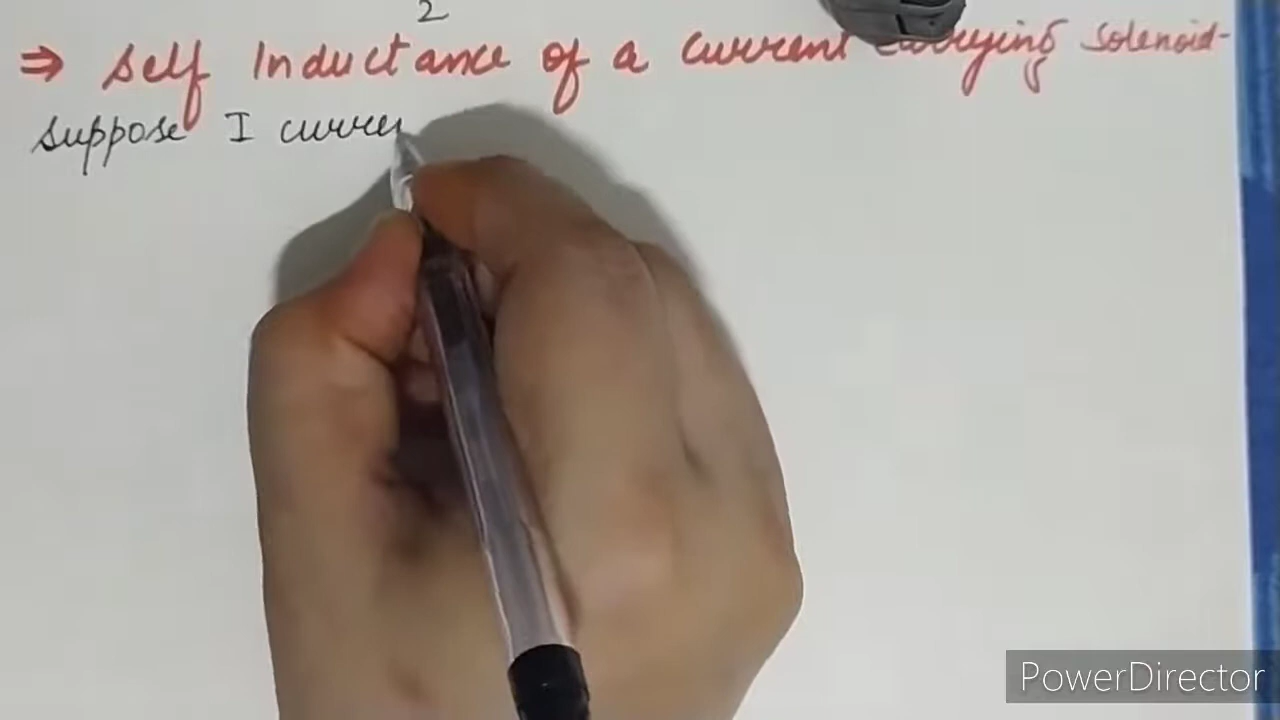 2
⇒ Self Inductance of a current carrying solenoid-
suppose I curre
PowerDirector